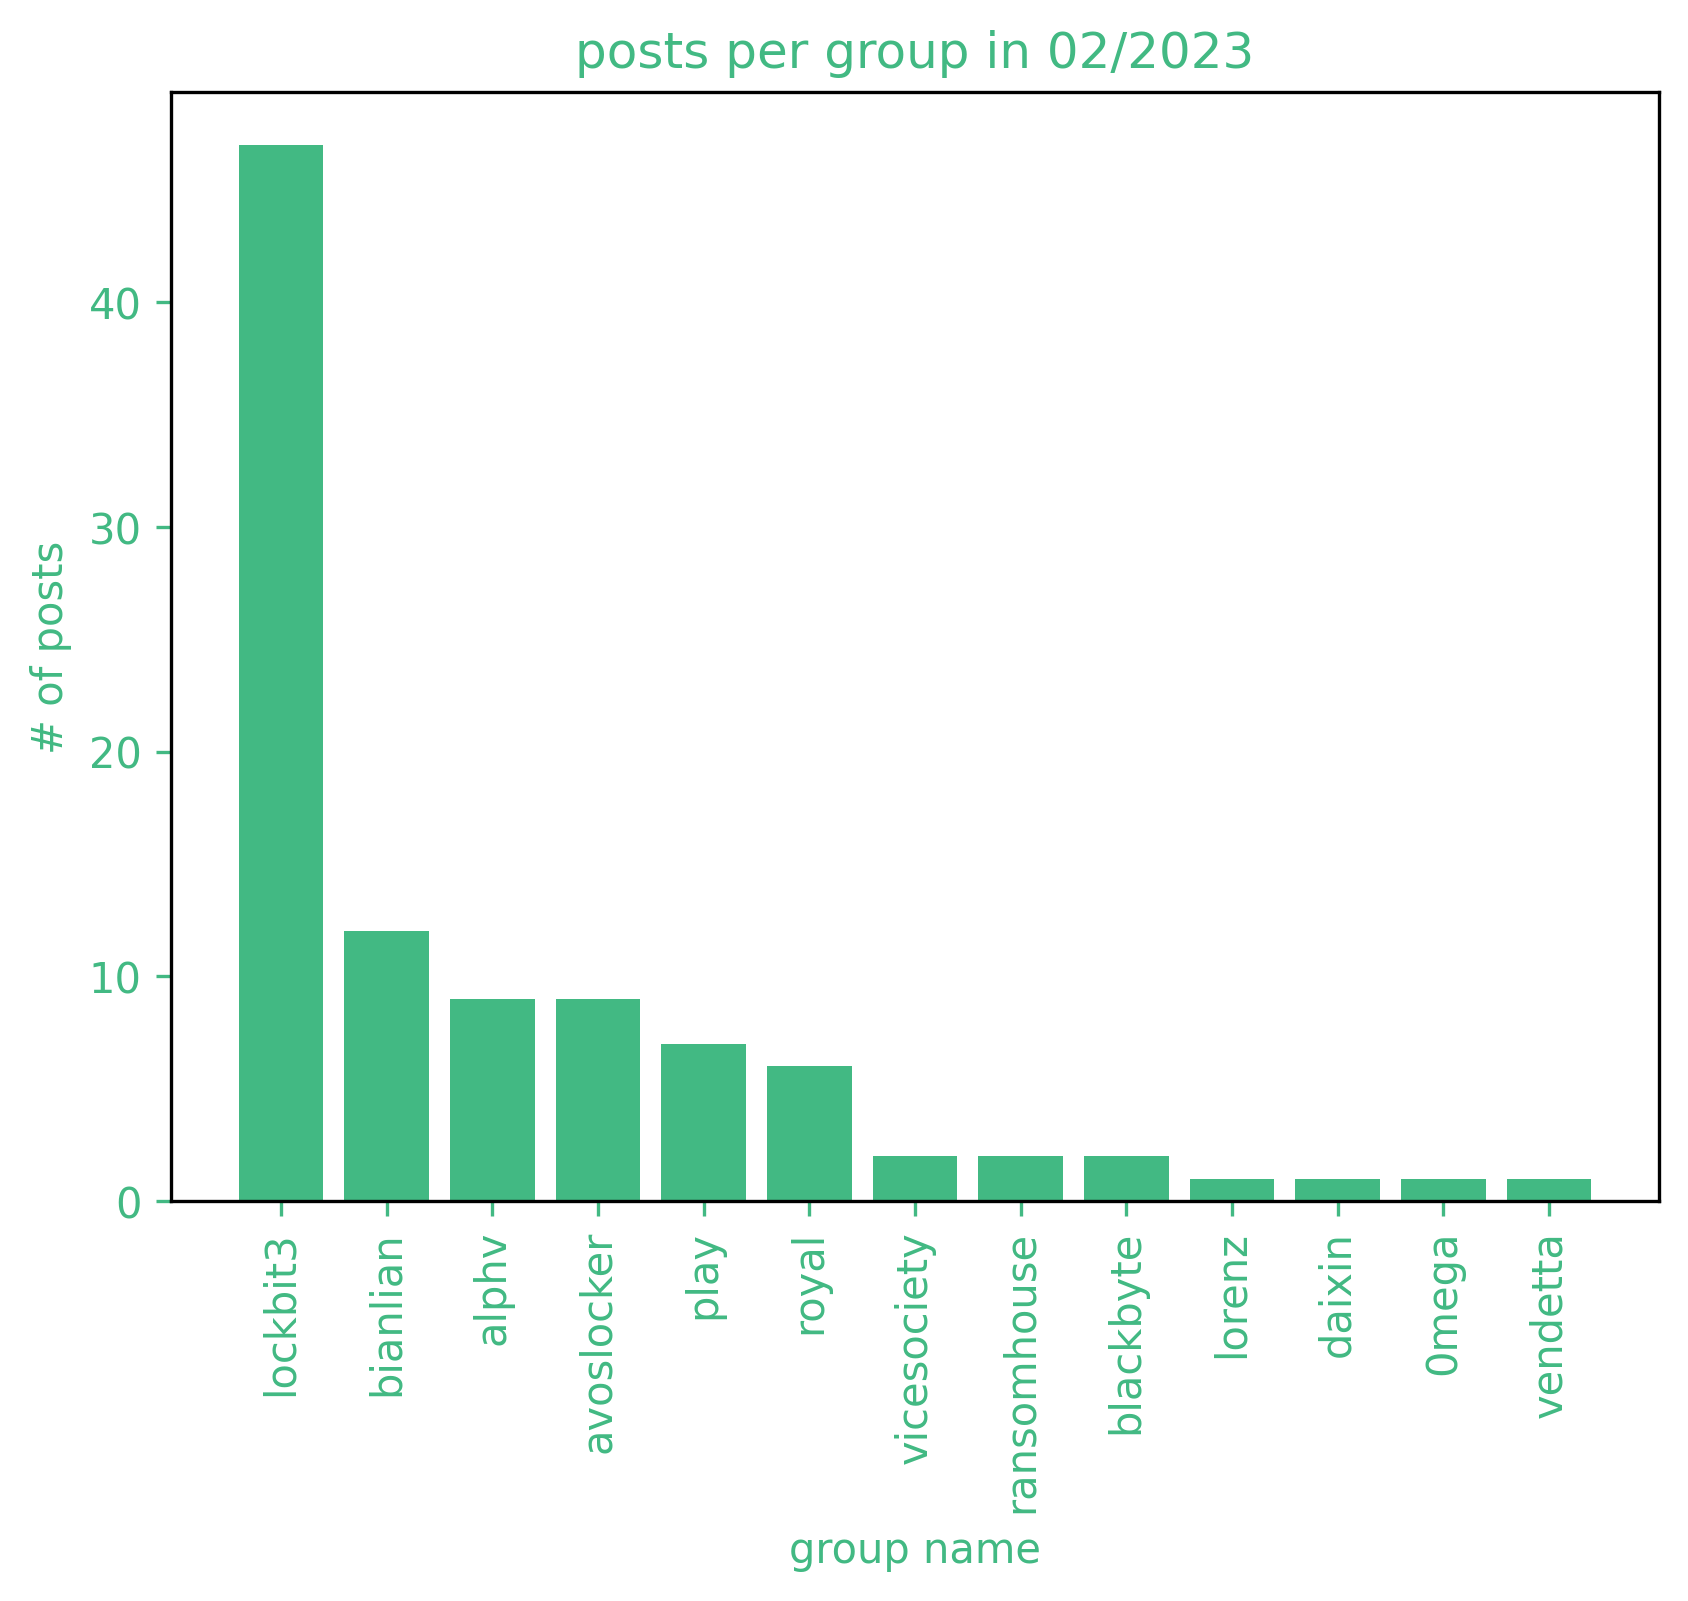 posts per group in 02/2023
# of posts
40
30
20
10
0
lockbit3
bianlian
alphv
avoslocker
play
royal
vicesociety
ransomhouse
blackbyte
lorenz
daixin
0mega
vendetta
group name